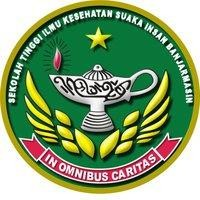 SEKOLAH TINGGI ILMU KESEHATAN SUAKA INSAN BANJARMASIN
IN OMNIBUS CARITAS